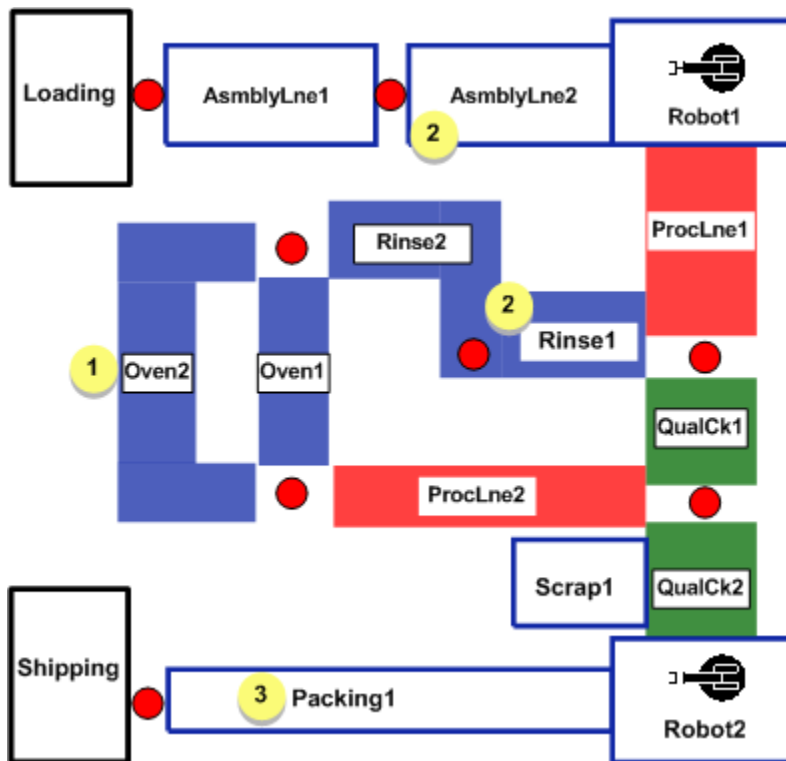 Loading
AsmblyLne1
AsmblyLne2
2
Robot1
ProcLne1
Rinse2
2
Rinse1
1
Oven2
Oven1
QualCk1
ProcLne2
Scrap1
QualCk2
Shipping
3
Packing1
Robot2